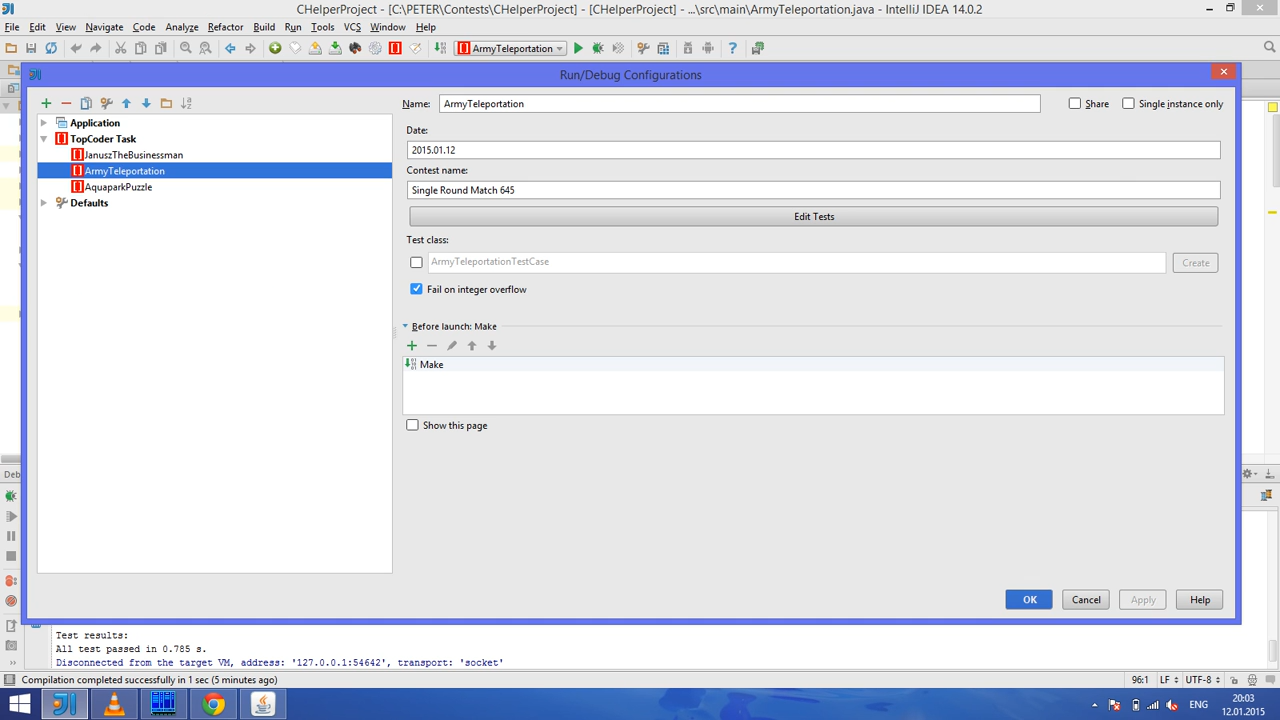 CHelperProject - [C:\PETER\Contests\CHelperProject] - [CHelperProject] - ...\src\main\ArmyTeleportation.java - IntelliJ IDEA 14.0.2
File Edit View Navigate Code Analyze Refactor Build Run Tools VCS Window Help
ArmyTeleportation
Run/Debug Configurations
Name: ArmyTeleportation Share Single instance only
Application
TopCoder Task
JanuszTheBusinessman
ArmyTeleportation
AquaparkPuzzle
Defaults
Date:
2015.01.12
Contest name:
Single Round Match 645
Edit Tests
Test class:
ArmyTeleportationTestCase Create
Fail on integer overflow
Before launch: Make
Make
Show this page
Deb
OK Cancel Apply Help
Test results:
All test passed in 0.785 s.
Disconnected from the target VM, address: '127.0.0.1:54642', transport: 'socket'
Compilation completed successfully in 1 sec (5 minutes ago) 96:1 LF UTF-8
ENG 20:03
12.01.2015